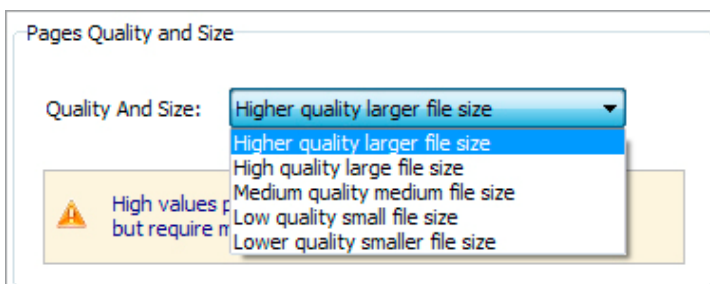 Pages Quality and Size
Quality And Size: Higher quality larger file size
Higher quality larger file size
High quality large file size
Medium quality medium file size
Low quality small file size
Lower quality smaller file size
High values
but require